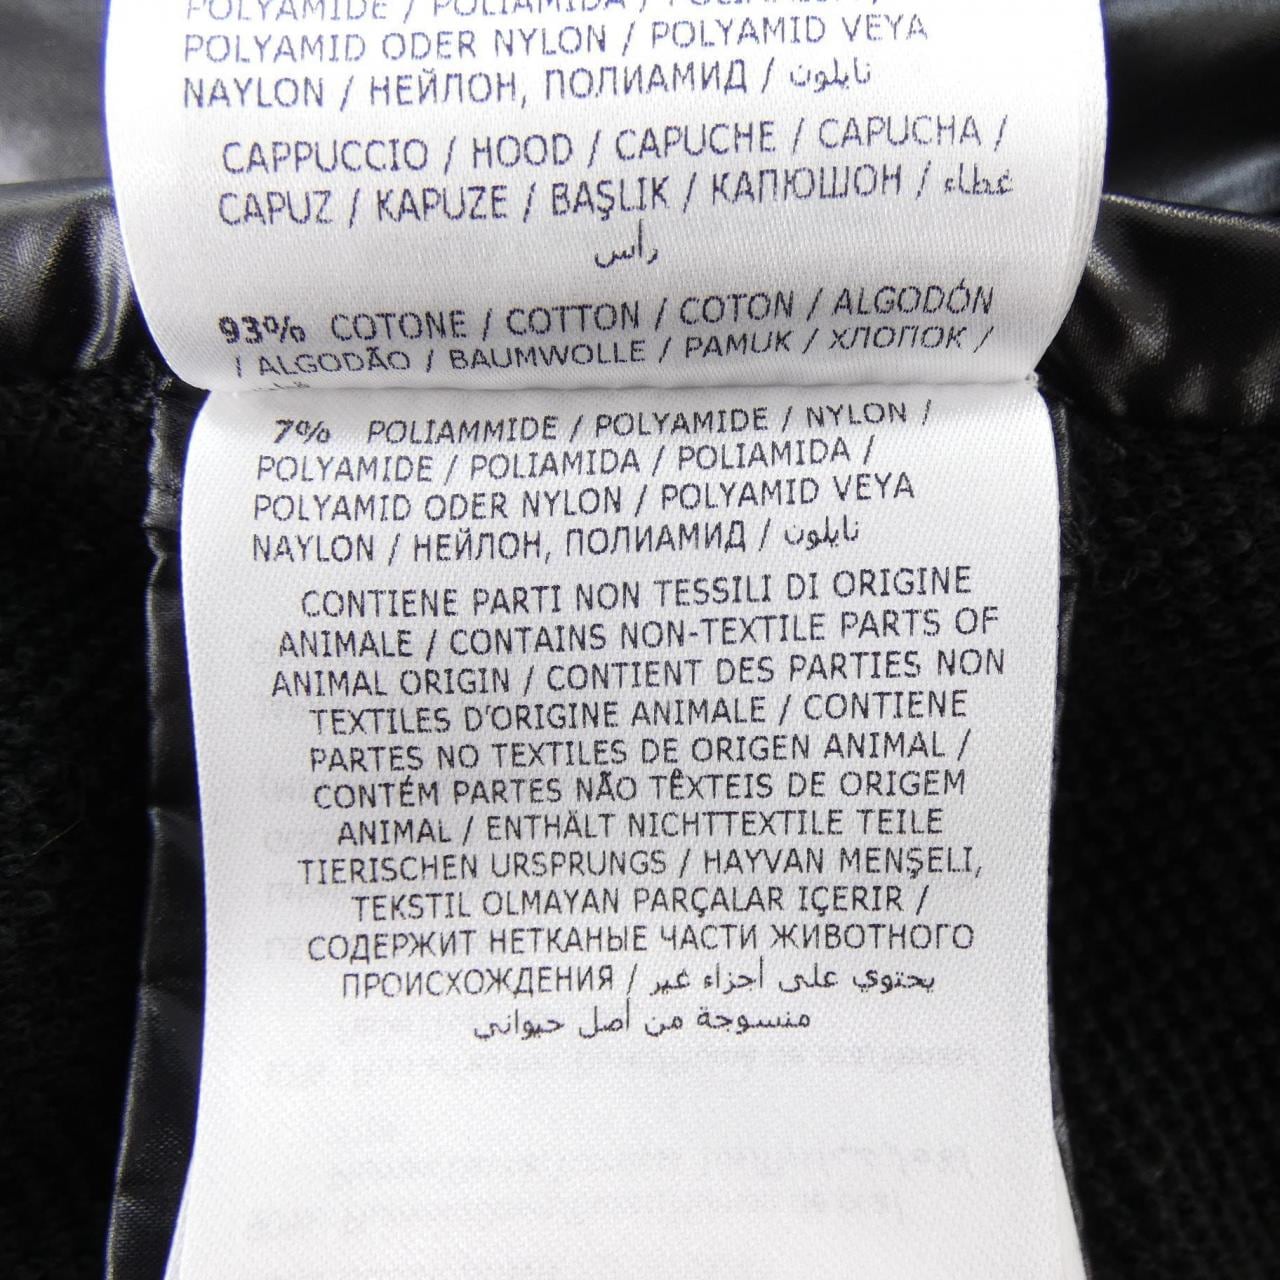 POLYAMIDE / POLIAMIDA / POLIAMIDA /
POLYAMID ODER NYLON / POLYAMID VEYA
NAYLON / НЕЙЛОН, ПОЛИАМИД / نايلون
CAPPUCCIO / HOOD / CAPUCHE / CAPUCHA /
CAPUZ / KAPUZE / BAŞLIK / КАПЮШОН / غطاء
رأس
93% COTONE / COTTON / COTON / ALGODÓN
/ ALGODÃO / BAUMWOLLE / PAMUK / ХЛОПОК /
7% POLIAMMIDE / POLYAMIDE / NYLON /
POLYAMIDE / POLIAMIDA / POLIAMIDA /
POLYAMID ODER NYLON / POLYAMID VEYA
NAYLON / НЕЙЛОН, ПОЛИАМИД / نايلون
CONTIENE PARTI NON TESSILI DI ORIGINE
ANIMALE / CONTAINS NON-TEXTILE PARTS OF
ANIMAL ORIGIN / CONTIENT DES PARTIES NON
TEXTILES D'ORIGINE ANIMALE / CONTIENE
PARTES NO TEXTILES DE ORIGEN ANIMAL /
CONTÉM PARTES NÃO TÊXTEIS DE ORIGEM
ANIMAL / ENTHÄLT NICHTTEXTILE TEILE
TIERISCHEN URSPRUNGS / HAYVAN MENŞELI,
TEKSTIL OLMAYAN PARÇALAR IÇERIR /
СОДЕРЖИТ НЕТКАНЫЕ ЧАСТИ ЖИВОТНОГО
ПРОИСХОЖДЕНИЯ / يحتوي على أجزاء غير
منسوجة من أصل حيواني